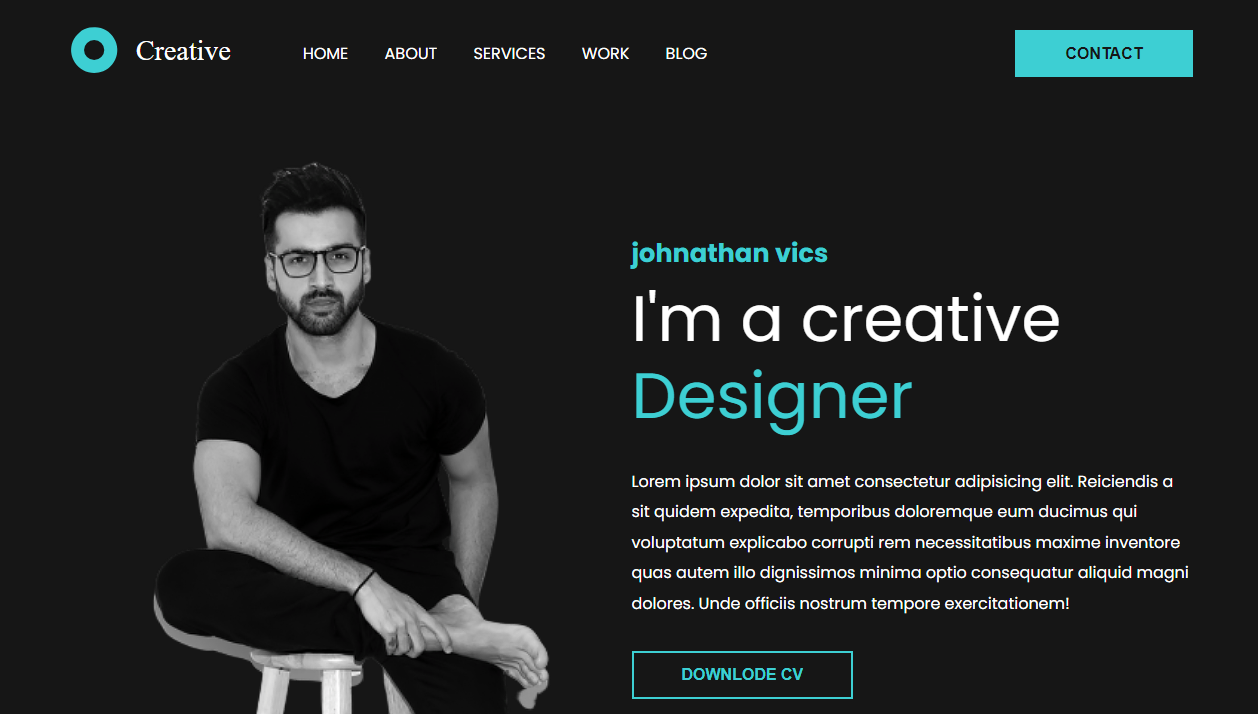 Creative
HOME ABOUT SERVICES WORK BLOG
CONTACT
johnathan vics
I'm a creative
Designer
Lorem ipsum dolor sit amet consectetur adipisicing elit. Reiciendis a
sit quidem expedita, temporibus doloremque eum ducimus qui
voluptatum explicabo corrupti rem necessitatibus maxime inventore
quas autem illo dignissimos minima optio consequatur aliquid magni
dolores. Unde officiis nostrum tempore exercitationem!
DOWNLODE CV